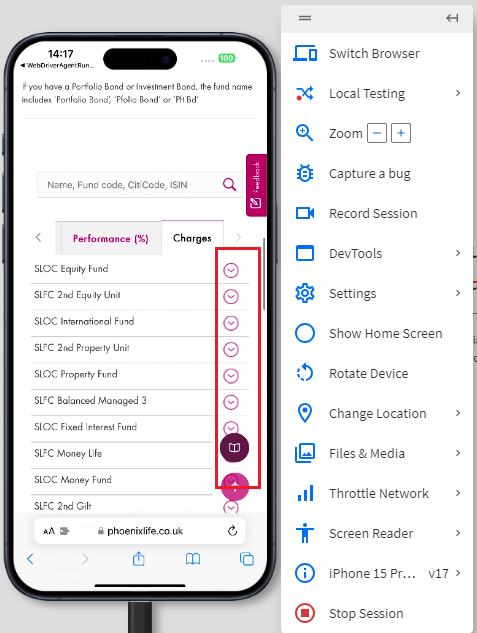 14:17
WebDriverAgentRun...
100
If you have a Portfolio Bond or Investment Bond, the fund name
includes 'Portfolio Bond', 'Pfolio Bond' or 'Pft Bd'
Feedback
Name, Fund code, CitiCode, ISIN
Performance (%)
Charges
SLOC Equity Fund
SLFC 2nd Equity Unit
SLOC International Fund
SLFC 2nd Property Unit
SLOC Property Fund
SLFC Balanced Managed 3
SLOC Fixed Interest Fund
SLFC Money Life
SLOC Money Fund
SLFC 2nd Gilt
AA
phoenixlife.co.uk
Switch Browser
Local Testing
Zoom
Capture a bug
Record Session
DevTools
Settings
Show Home Screen
Rotate Device
Change Location
Files & Media
Throttle Network
Screen Reader
iPhone 15 Pr... v17
Stop Session